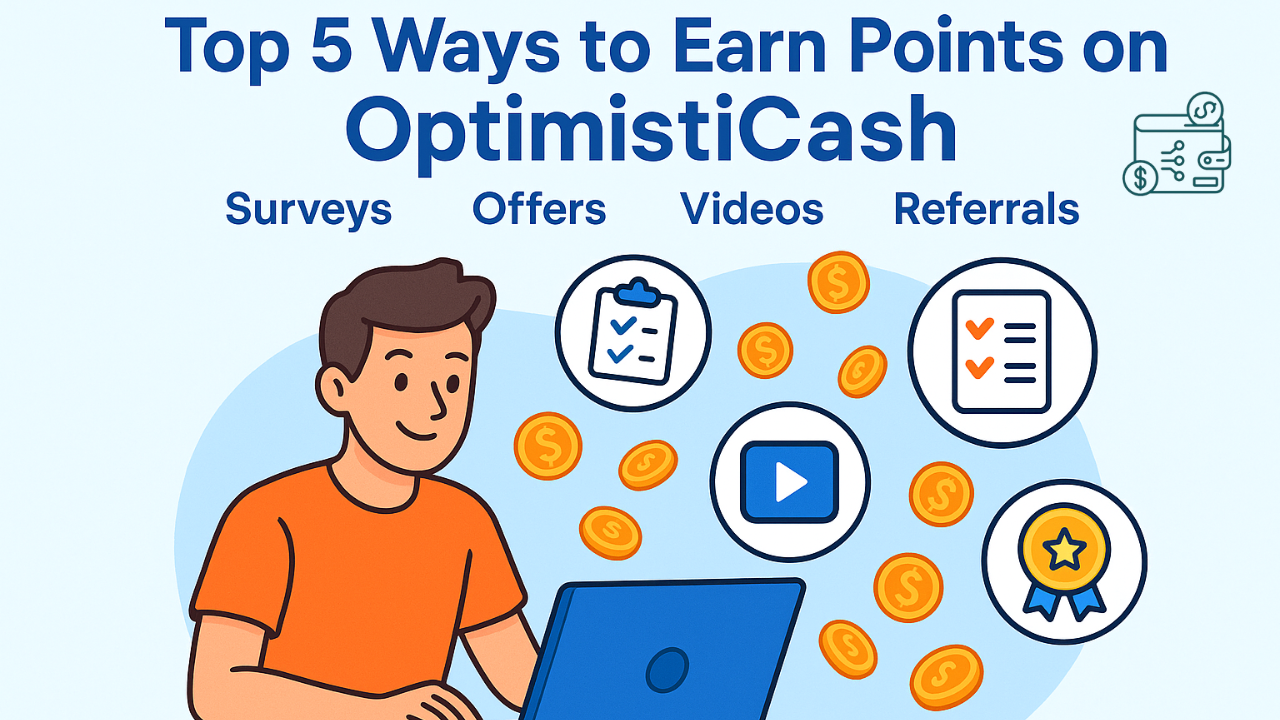 Top 5 Ways to Earn Points on
OptimistiCash
Surveys Offers Videos Referrals